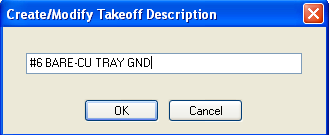 Create/Modify Takeoff Description
#6 BARE-CU TRAY GND
OK
Cancel